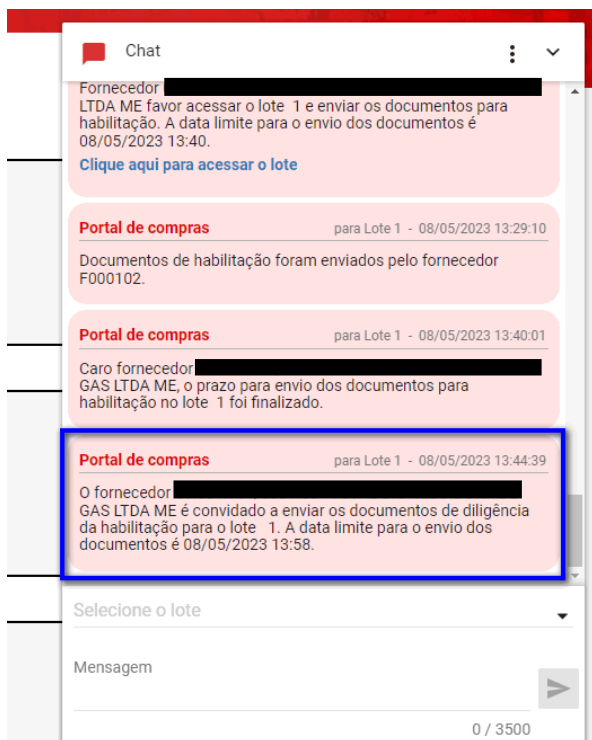 Chat
Fornecedor
LTDA ME favor acessar o lote 1 e enviar os documentos para
habilitação. A data limite para o envio dos documentos é
08/05/2023 13:40.
Clique aqui para acessar o lote
Portal de compras para Lote 1 - 08/05/2023 13:29:10
Documentos de habilitação foram enviados pelo fornecedor
F000102.
Portal de compras para Lote 1 - 08/05/2023 13:40:01
Caro fornecedor
GAS LTDA ME, o prazo para envio dos documentos para
habilitação no lote 1 foi finalizado.
Portal de compras para Lote 1 - 08/05/2023 13:44:39
O fornecedor
GAS LTDA ME é convidado a enviar os documentos de diligência
da habilitação para o lote 1. A data limite para o envio dos
documentos é 08/05/2023 13:58.
Selecione o lote
Mensagem
0 / 3500